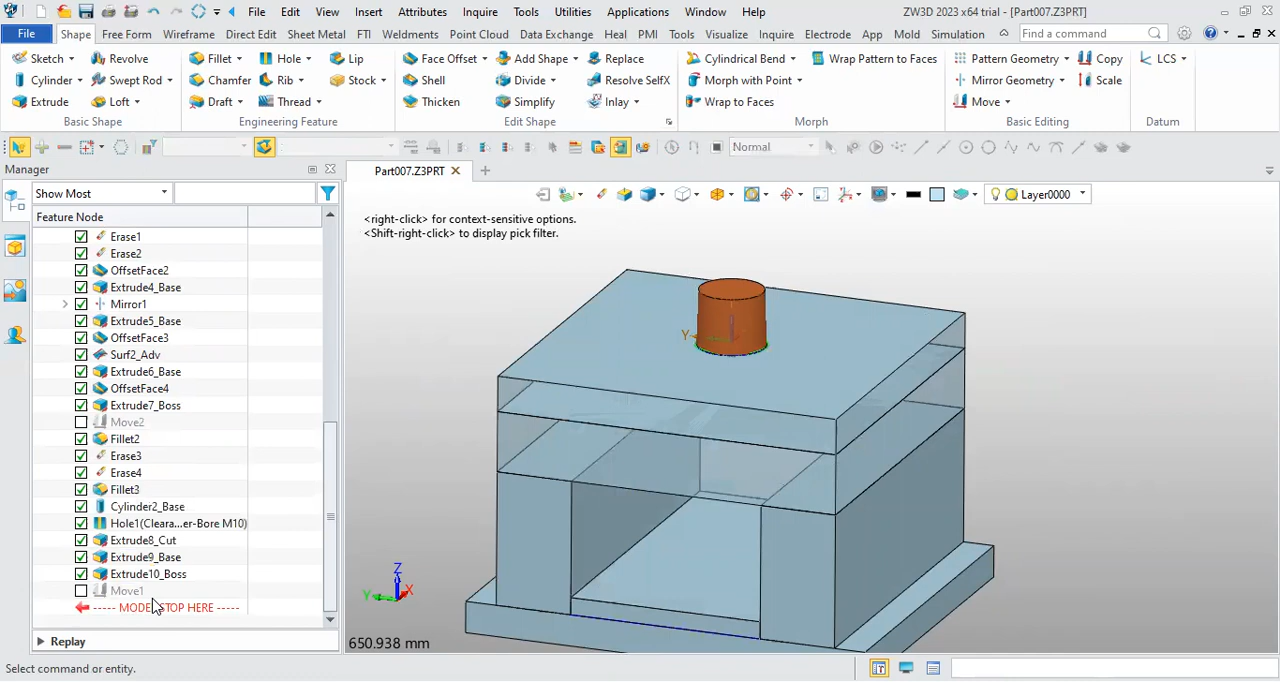 File Edit View Insert Attributes Inquire Tools Utilities Applications Window Help ZW3D 2023 x64 trial - [Part007.Z3PRT]
File Shape Free Form Wireframe Direct Edit Sheet Metal FTI Weldments Point Cloud Data Exchange Heal PMI Tools Visualize Inquire Electrode App Mold Simulation Find a command
Sketch Revolve Fillet Hole Lip Face Offset Add Shape Replace Cylindrical Bend Wrap Pattern to Faces Pattern Geometry Copy LCS
Cylinder Swept Rod Chamfer Rib Stock Shell Divide Resolve SelfX Morph with Point Mirror Geometry Scale
Extrude Loft Draft Thread Thicken Simplify Inlay Wrap to Faces Move
Basic Shape Engineering Feature Edit Shape Morph Basic Editing Datum
Normal
Manager Part007.Z3PRT
Show Most Layer0000
Feature Node
<right-click> for context-sensitive options.
<Shift-right-click> to display pick filter.
Erase1
Erase2
OffsetFace2
Extrude4_Base
Mirror1
Extrude5_Base
OffsetFace3
Surf2_Adv
Extrude6_Base
OffsetFace4
Extrude7_Boss
Move2
Fillet2
Erase3
Erase4
Fillet3
Cylinder2_Base
Hole1(Cleara...er-Bore M10)
Extrude8_Cut
Extrude9_Base
Extrude10_Boss
Move1
----- MODEL STOP HERE -----
Y
Z
Y X
Replay 650.938 mm
Select command or entity.